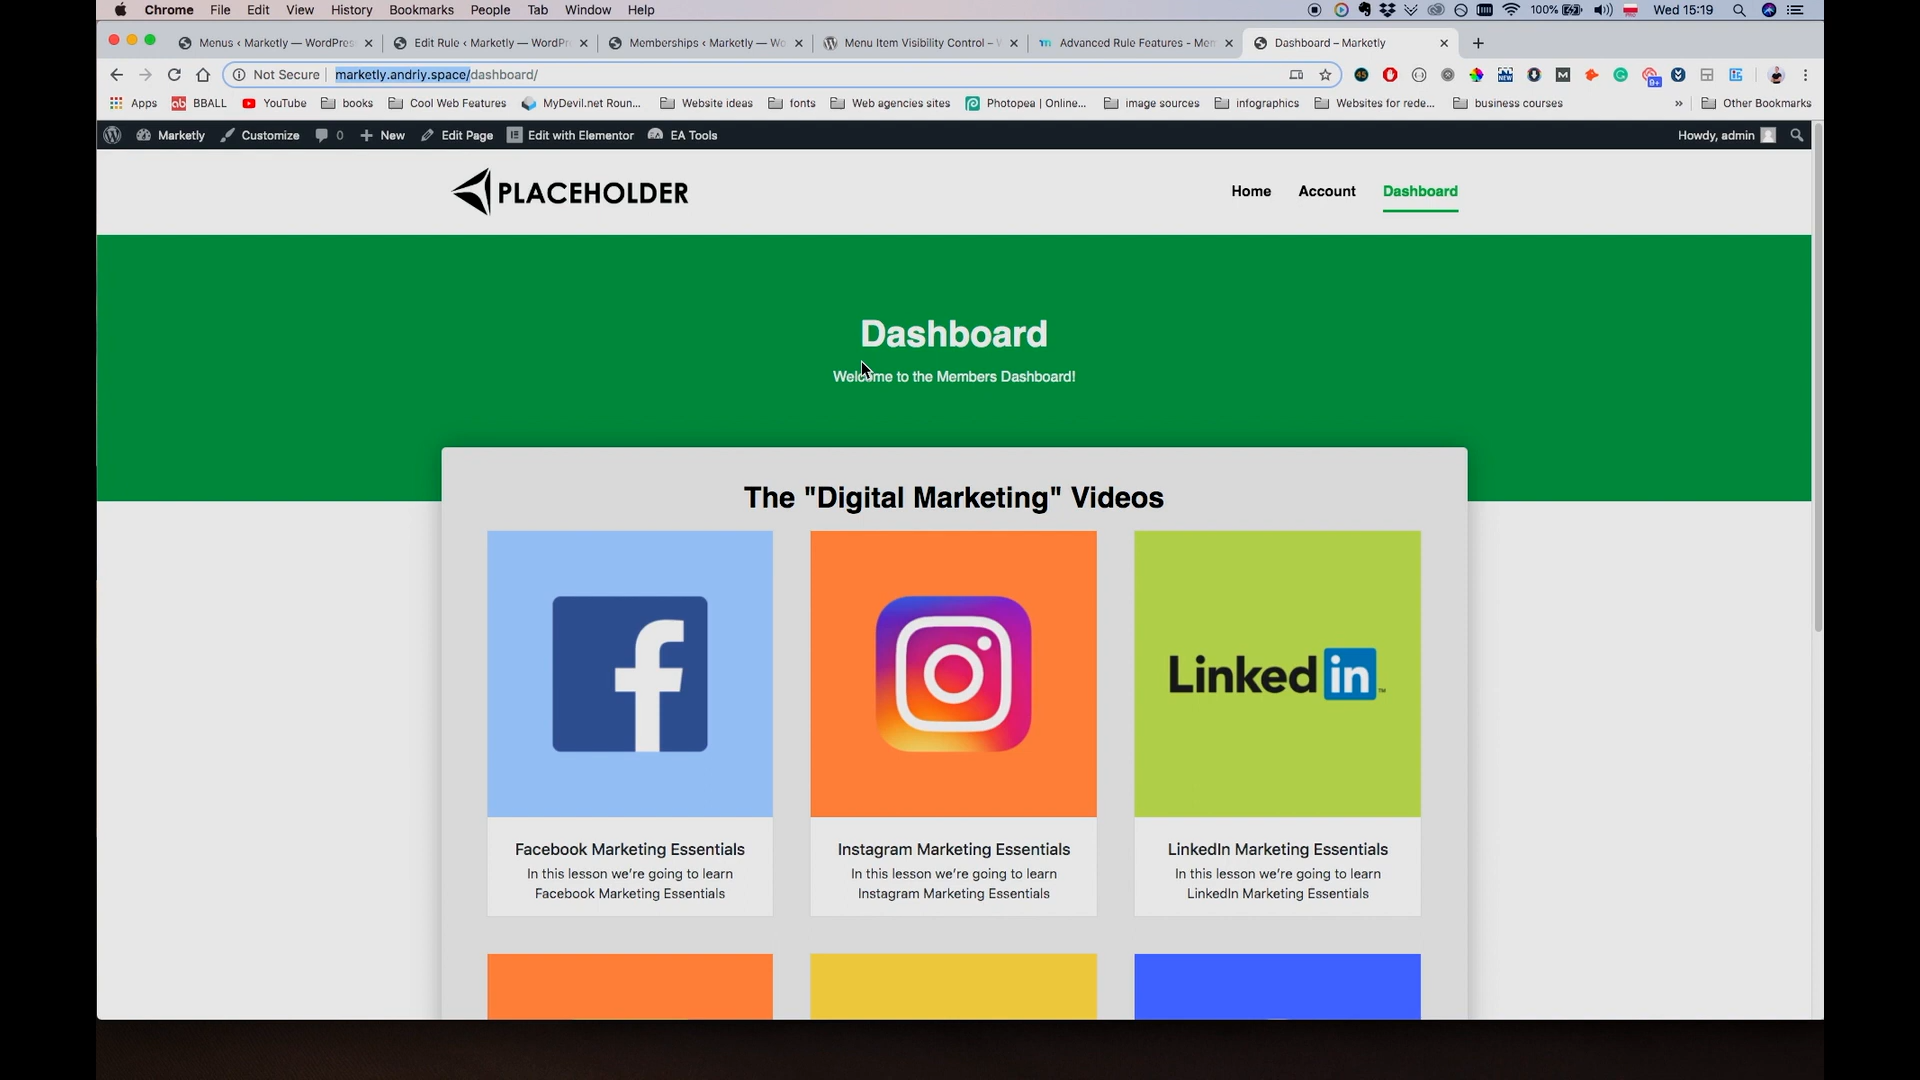 Chrome File Edit View History Bookmarks People Tab Window Help 100% Wed 15:19
Menus ‹ Marketly — WordPres Edit Rule ‹ Marketly — WordPr Memberships ‹ Marketly — Wo Menu Item Visibility Control – W Advanced Rule Features - Mem Dashboard – Marketly
Not Secure marketly.andriy.space/dashboard/
Apps BBALL YouTube books Cool Web Features MyDevil.net Roun... Website ideas fonts Web agencies sites Photopea | Online... image sources infographics Websites for rede... business courses » Other Bookmarks
Marketly Customize 0 New Edit Page Edit with Elementor EA Tools Howdy, admin
PLACEHOLDER Home Account Dashboard
Dashboard
Welcome to the Members Dashboard!
The "Digital Marketing" Videos
Linked in ™
Facebook Marketing Essentials
In this lesson we're going to learn
Facebook Marketing Essentials
Instagram Marketing Essentials
In this lesson we're going to learn
Instagram Marketing Essentials
LinkedIn Marketing Essentials
In this lesson we're going to learn
LinkedIn Marketing Essentials